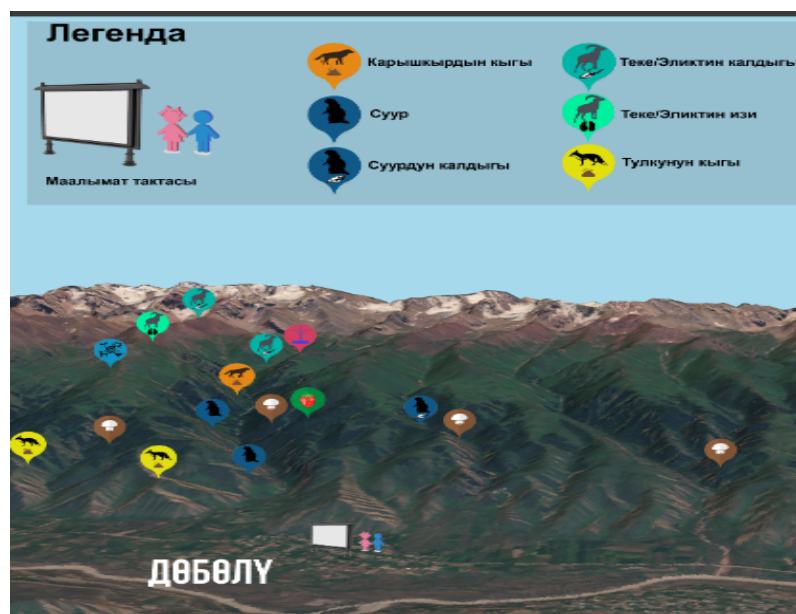 Легенда
Карышкырдын кыгы
Теке/Эликтин калдыгы
Суур
Теке/Эликтин изи
Суурдун калдыгы
Тулкунун кыгы
Маалымат тактасы
ДӨБӨЛҮ